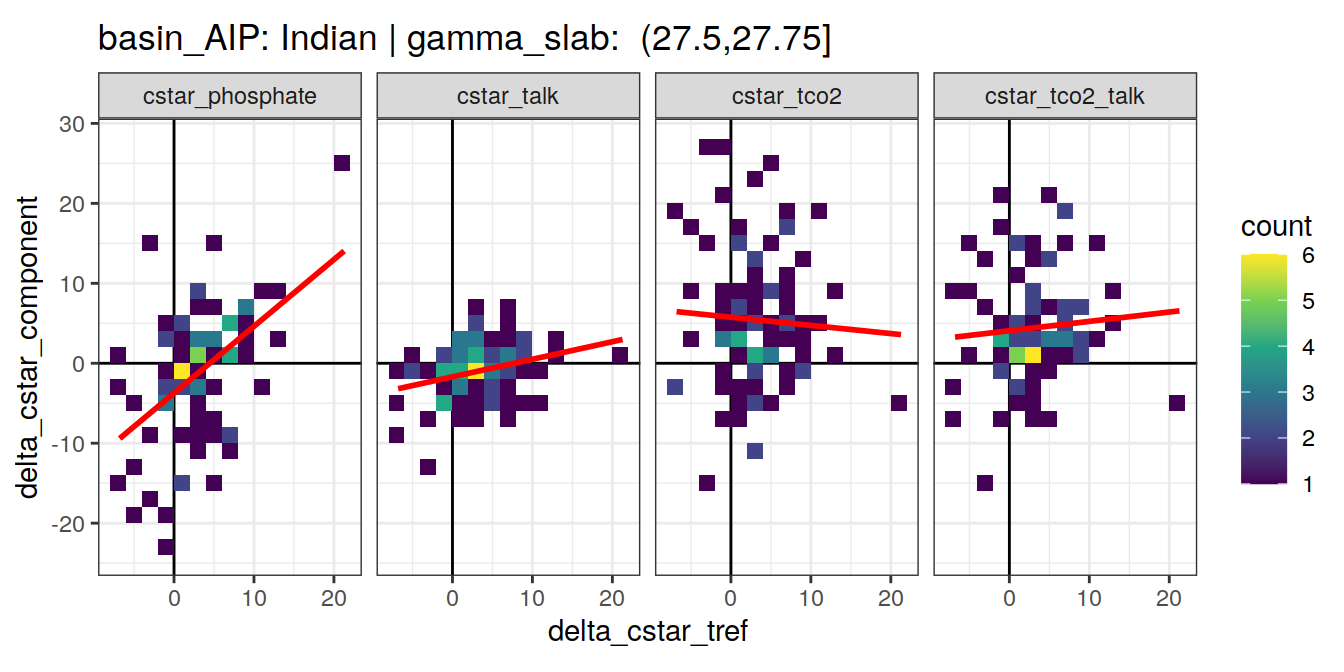 basin_AIP: Indian | gamma_slab:  (27.5,27.75]
cstar_phosphate
cstar_talk
cstar_tco2
cstar_tco2_talk
delta_cstar_component
30
20
10
0
-10
-20
0 10 20
0 10 20
0 10 20
0 10 20
delta_cstar_tref
count
6
5
4
3
2
1